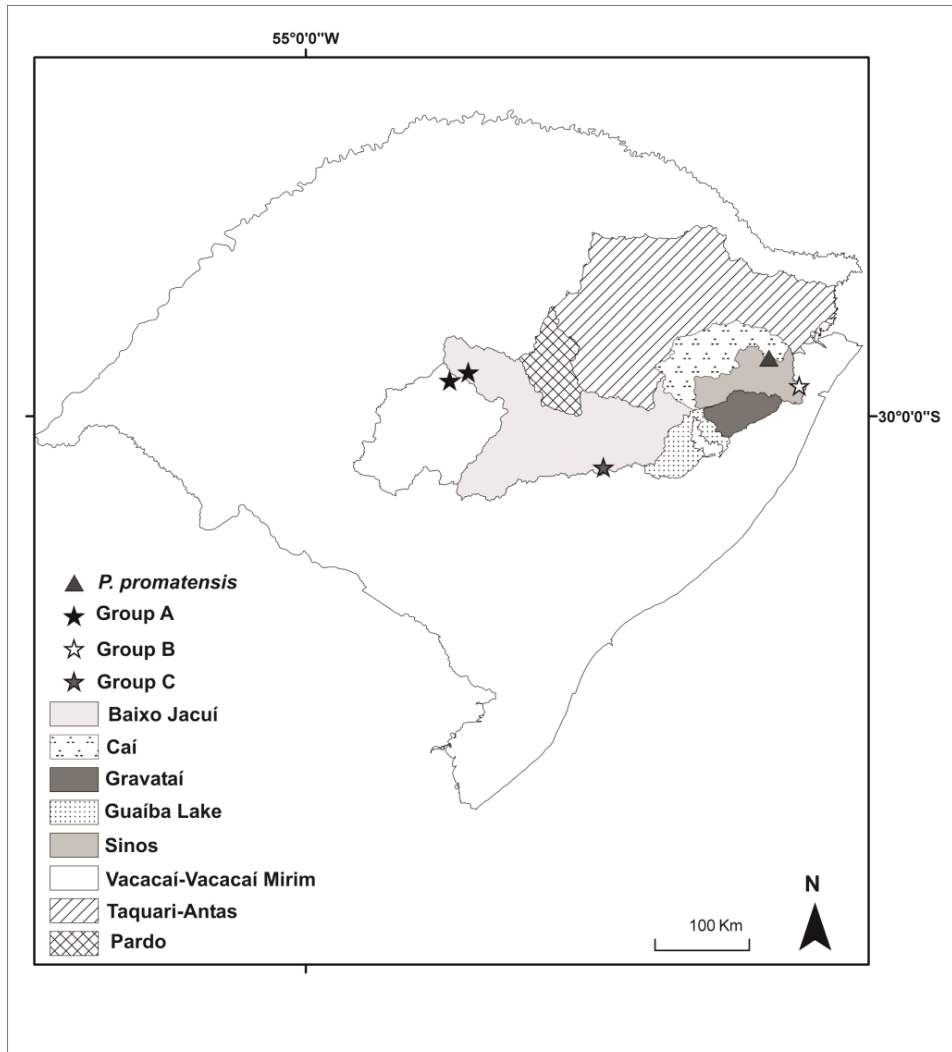 55°0'0"W
30°0'0"S
P. promatensis
Group A
Group B
Group C
Baixo Jacuí
Caí
Gravataí
Guaíba Lake
Sinos
Vacacaí-Vacacaí Mirim
Taquari-Antas
Pardo
100 Km
N